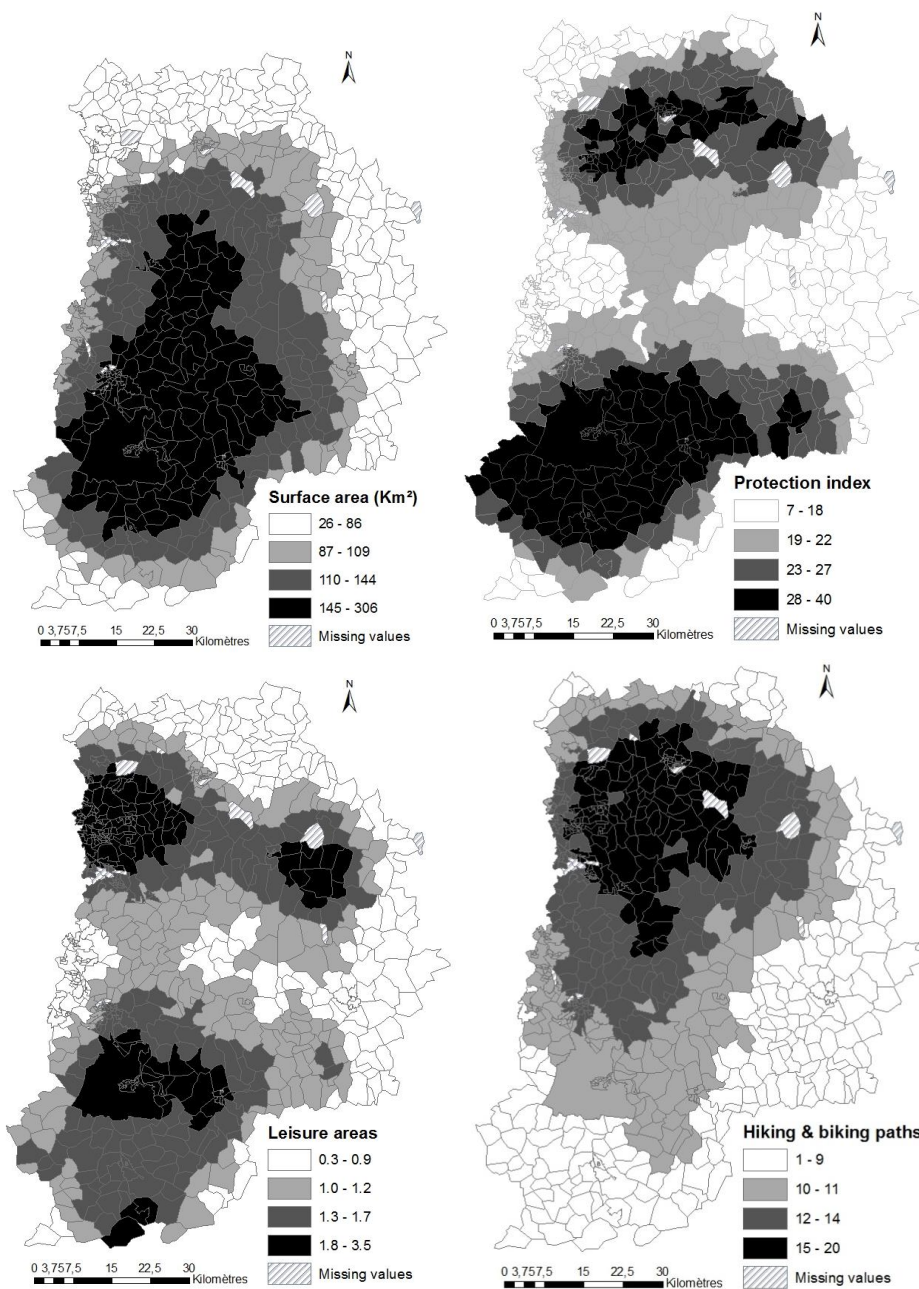 N
Surface area (Km²)
26 - 86
87 - 109
110 - 144
145 - 306
Missing values
0 3,757,5 15 22,5 30
Kilomètres
N
Protection index
7 - 18
19 - 22
23 - 27
28 - 40
Missing values
0 3,757,5 15 22,5 30
Kilomètres
N
Leisure areas
0.3 - 0.9
1.0 - 1.2
1.3 - 1.7
1.8 - 3.5
Missing values
0 3,757,5 15 22,5 30
Kilomètres
N
Hiking & biking paths
1 - 9
10 - 11
12 - 14
15 - 20
Missing values
0 3,757,5 15 22,5 30
Kilomètres